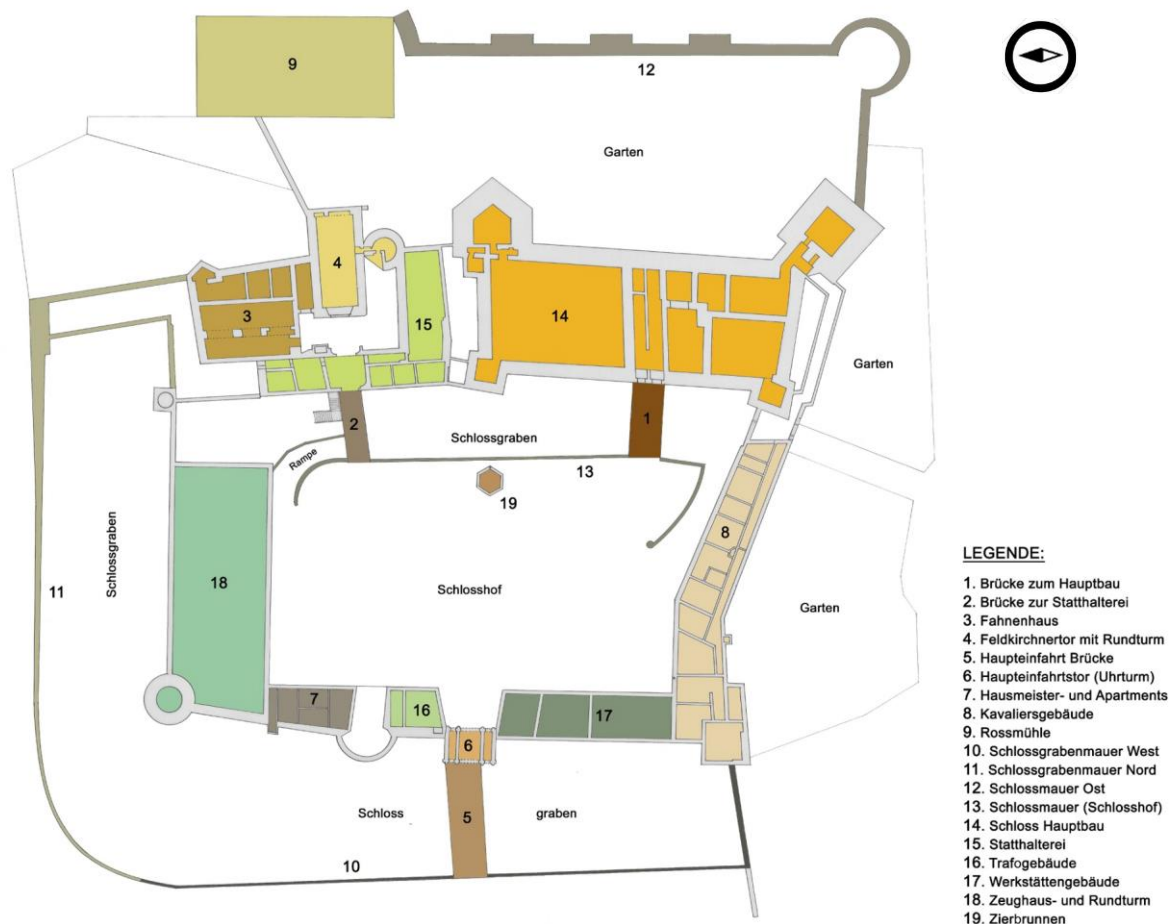 9
12
Garten
4
3
15
14
Garten
2
1
Schlossgraben
Rampe
13
19
8
LEGENDE:
Schlossgraben
11
18
Schlosshof
Garten
1. Brücke zum Hauptbau
2. Brücke zur Statthalterei
3. Fahnenhaus
4. Feldkirchnertor mit Rundturm
5. Haupteinfahrt Brücke
6. Haupteinfahrtstor (Uhrturm)
7. Hausmeister- und Apartments
8. Kavaliersgebäude
9. Rossmühle
10. Schlossgrabenmauer West
11. Schlossgrabenmauer Nord
12. Schlossmauer Ost
13. Schlossmauer (Schlosshof)
14. Schloss Hauptbau
15. Statthalterei
16. Trafogebäude
17. Werkstättengebäude
18. Zeughaus- und Rundturm
19. Zierbrunnen
7
16
17
6
Schloss
5
graben
10